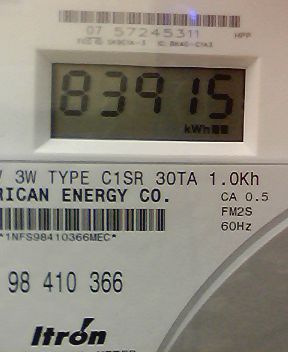 07 57245311
83915
kWh
3W TYPE C1SR 30TA 1.0Kh
RICAN ENERGY CO.
CA 0.5
FM2S
60Hz
*1NFS98410366MEC*
98 410 366
Itron